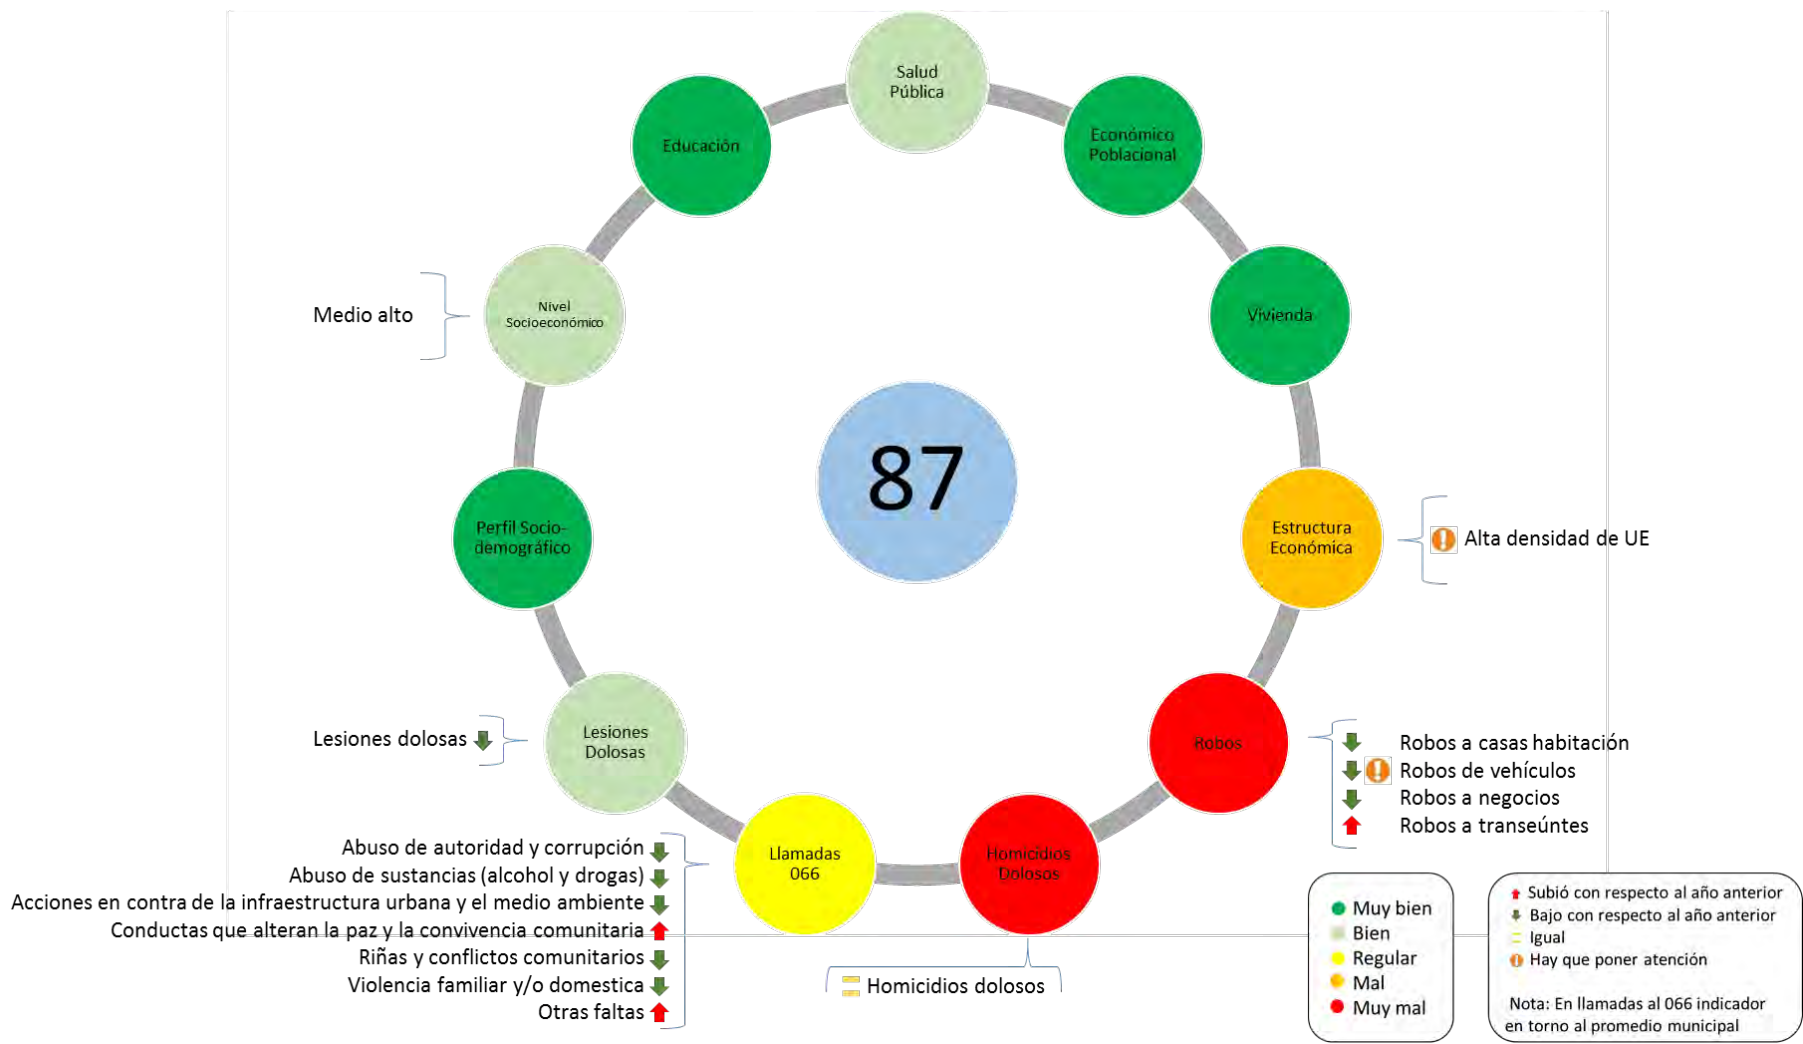 Salud
Pública
Educación
Económico
Poblacional
Medio alto
Nivel
Socioeconómico
Vivienda
87
Perfil Socio-
demográfico
Estructura
Económica
Alta densidad de UE
Lesiones dolosas
Lesiones
Dolosas
Robos
Robos a casas habitación
Robos de vehículos
Robos a negocios
Robos a transeúntes
Abuso de autoridad y corrupción
Abuso de sustancias (alcohol y drogas)
Acciones en contra de la infraestructura urbana y el medio ambiente
Conductas que alteran la paz y la convivencia comunitaria
Riñas y conflictos comunitarios
Violencia familiar y/o domestica
Otras faltas
Llamadas
066
Homicidios
Dolosos
Homicidios dolosos
Muy bien
Bien
Regular
Mal
Muy mal
Subió con respecto al año anterior
Bajo con respecto al año anterior
Igual
Hay que poner atención
Nota: En llamadas al 066 indicador
en torno al promedio municipal